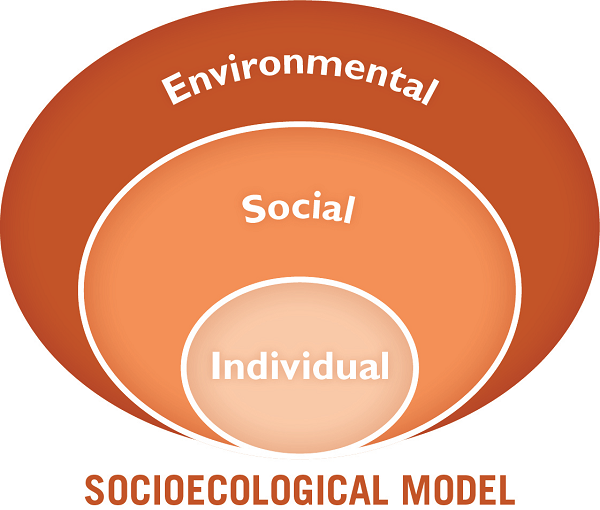 Environmental
Social
Individual
SOCIOECOLOGICAL MODEL